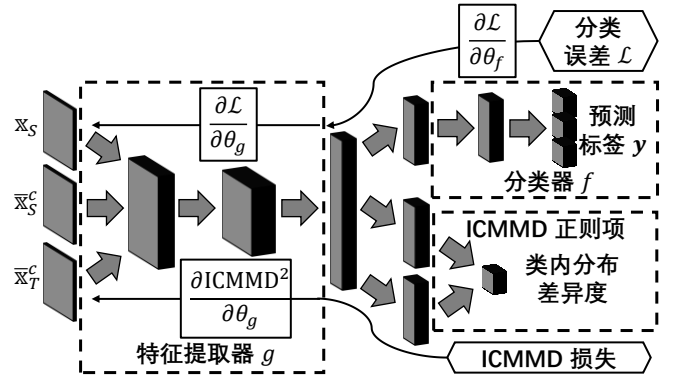 ∂ℒ
∂θ_f
分类
误差 ℒ
𝕩_S
∂ℒ
∂θ_g
预测
标签 y
分类器 f
x̅_S^c
x̅_T^c
ICMMD 正则项
类内分布
差异度
∂ICMMD²
∂θ_g
特征提取器 g
ICMMD 损失